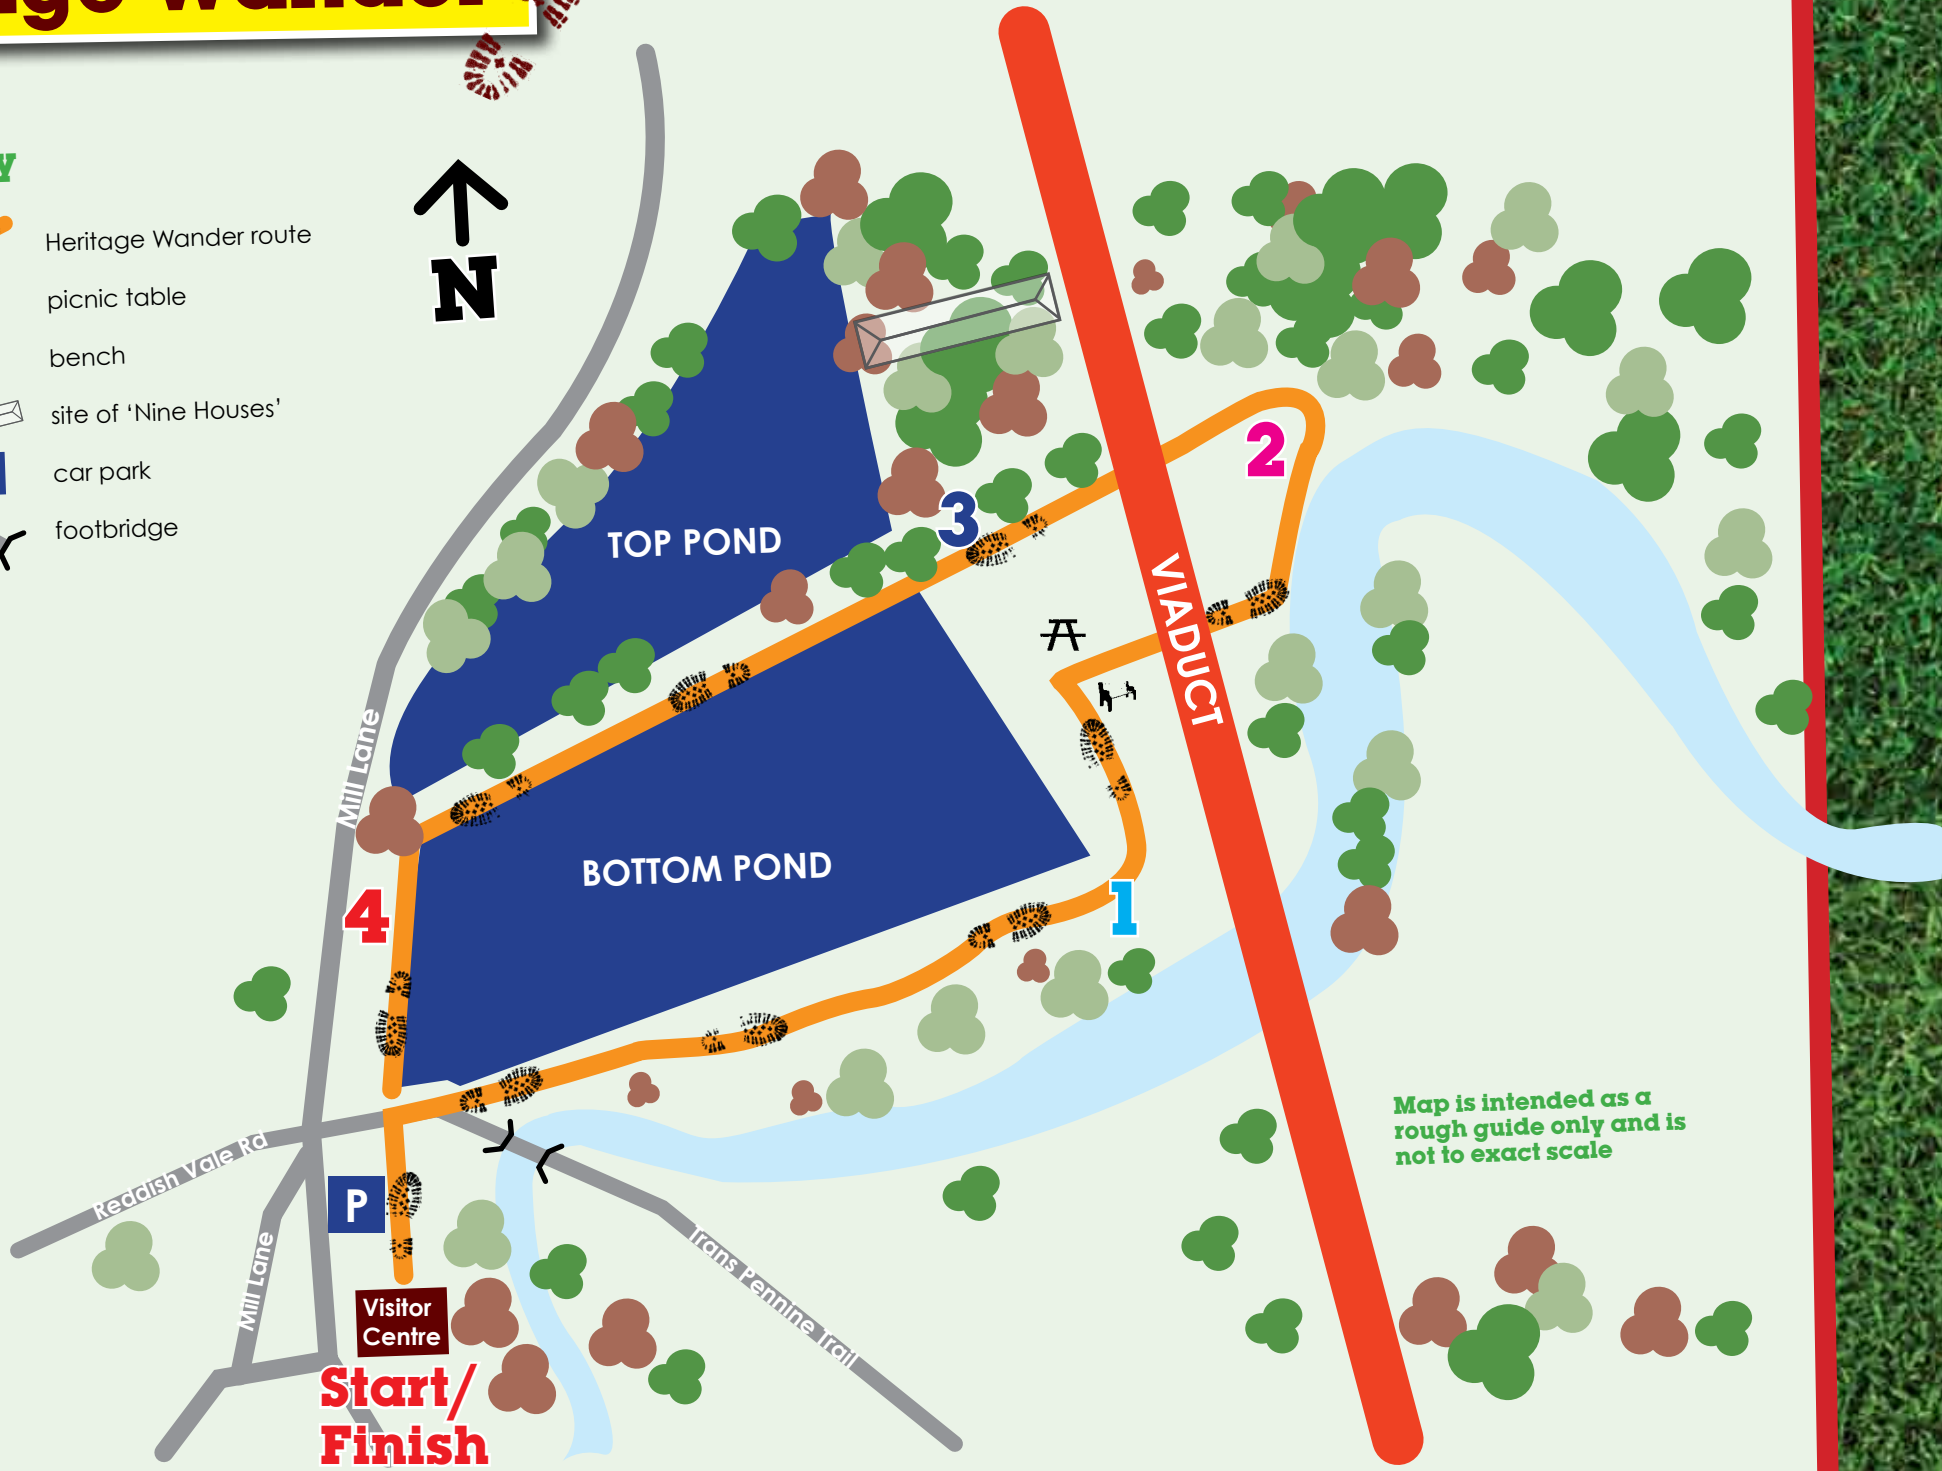 Wander
y
Heritage Wander route
picnic table
bench
site of ‘Nine Houses’
car park
footbridge
N
TOP POND
BOTTOM POND
VIADUCT
Mill Lane
1
2
3
4
Reddish Vale Rd
Mill Lane
P
Visitor
Centre
Start/
Finish
Trans Pennine Trail
Map is intended as a
rough guide only and is
not to exact scale